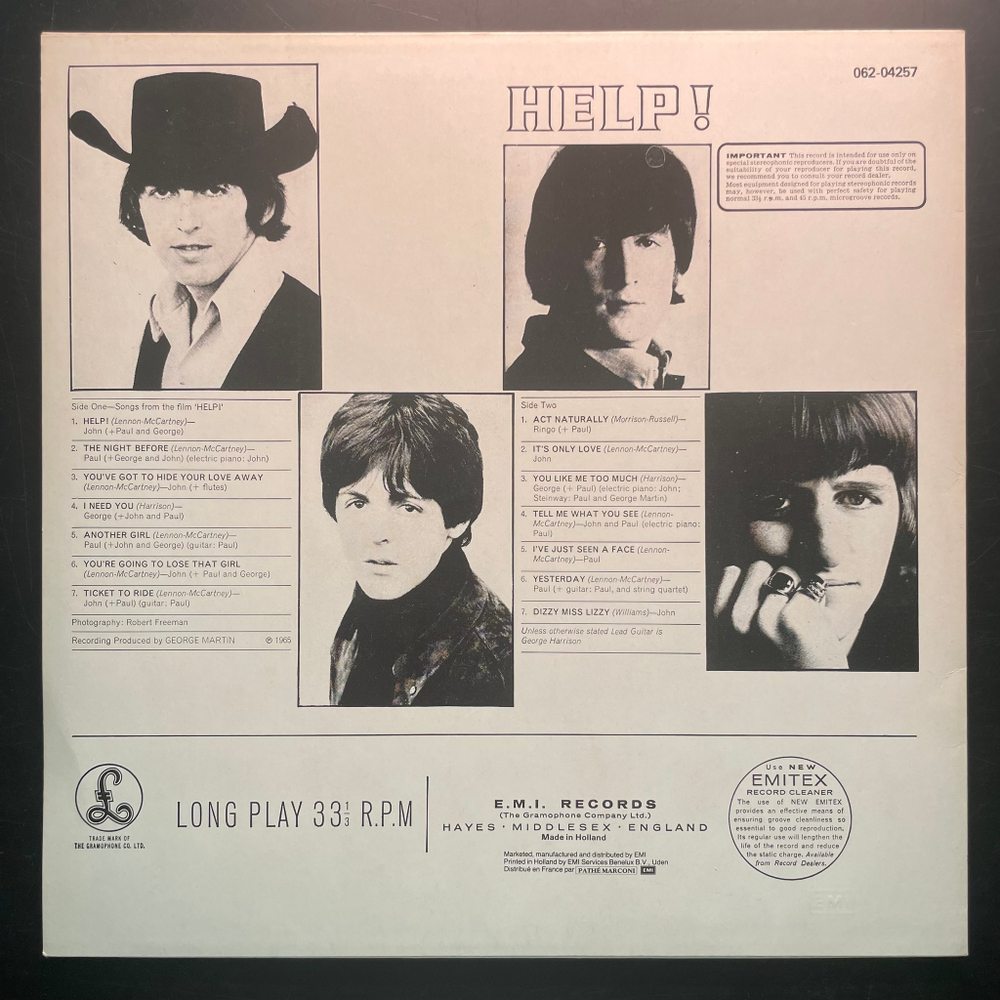 062-04257
HELP!
IMPORTANT This record is intended for use only on
special stereophonic reproducers. If you are doubtful of the
suitability of your reproducer for playing this record,
we recommend you to consult your record dealer.
Most equipment designed for playing stereophonic records
may, however, be used with perfect safety for playing
normal 33⅓ r.p.m. and 45 r.p.m. microgroove records.
Side One—Songs from the film 'HELP!'
1. HELP! (Lennon-McCartney)—
John (+Paul and George)
2. THE NIGHT BEFORE (Lennon-McCartney)—
Paul (+George and John) (electric piano: John)
3. YOU'VE GOT TO HIDE YOUR LOVE AWAY
(Lennon-McCartney)—John (+ flutes)
4. I NEED YOU (Harrison)—
George (+John and Paul)
5. ANOTHER GIRL (Lennon-McCartney)—
Paul (+John and George) (guitar: Paul)
6. YOU'RE GOING TO LOSE THAT GIRL
(Lennon-McCartney)—John (+ Paul and George)
7. TICKET TO RIDE (Lennon-McCartney)—
John (+Paul) (guitar: Paul)
Photography: Robert Freeman
Recording Produced by GEORGE MARTIN ℗ 1965
Side Two
1. ACT NATURALLY (Morrison-Russell)—
Ringo (+ Paul)
2. IT'S ONLY LOVE (Lennon-McCartney)—
John
3. YOU LIKE ME TOO MUCH (Harrison)—
George (+ Paul) (electric piano: John;
Steinway: Paul and George Martin)
4. TELL ME WHAT YOU SEE (Lennon-
McCartney)—John and Paul (electric piano:
Paul)
5. I'VE JUST SEEN A FACE (Lennon-
McCartney)—Paul
6. YESTERDAY (Lennon-McCartney)—
Paul (+ guitar: Paul, and string quartet)
7. DIZZY MISS LIZZY (Williams)—John
Unless otherwise stated Lead Guitar is
George Harrison
£
TRADE MARK OF
THE GRAMOPHONE CO. LTD.
LONG PLAY 33⅓ R.P.M
E.M.I. RECORDS
(The Gramophone Company Ltd.)
HAYES · MIDDLESEX · ENGLAND
Made in Holland
Marketed, manufactured and distributed by EMI
Printed in Holland by EMI Services Benelux B.V., Uden
Distribué en France par PATHÉ MARCONI EMI
Use NEW
EMITEX
RECORD CLEANER
The use of NEW EMITEX
provides an effective means of
ensuring groove cleanliness so
essential to good reproduction.
Its regular use will lengthen the
life of the record and reduce
the static charge. Available
from Record Dealers.
EMI